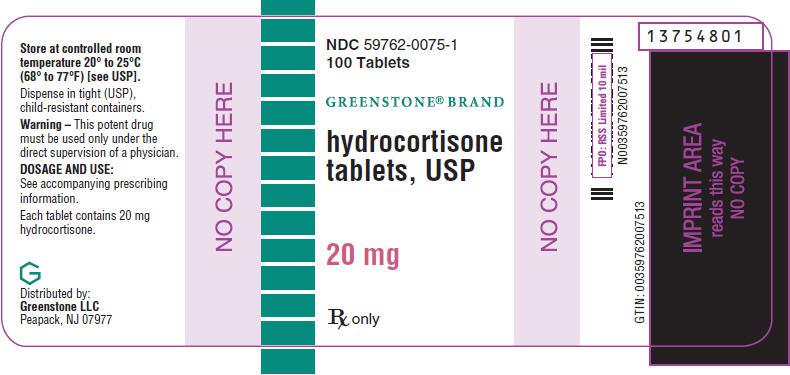 Store at controlled room
temperature 20° to 25°C
(68° to 77°F) [see USP].
Dispense in tight (USP),
child-resistant containers.
Warning – This potent drug
must be used only under the
direct supervision of a physician.
DOSAGE AND USE:
See accompanying prescribing
information.
Each tablet contains 20 mg
hydrocortisone.
G
Distributed by:
Greenstone LLC
Peapack, NJ 07977
NO COPY HERE
NDC 59762-0075-1
100 Tablets
GREENSTONE® BRAND
hydrocortisone
tablets, USP
20 mg
℞ only
NO COPY HERE
FPO: RSS Limited 10 mil
N00359762007513
GTIN: 00359762007513
13754801
IMPRINT AREA
reads this way
NO COPY